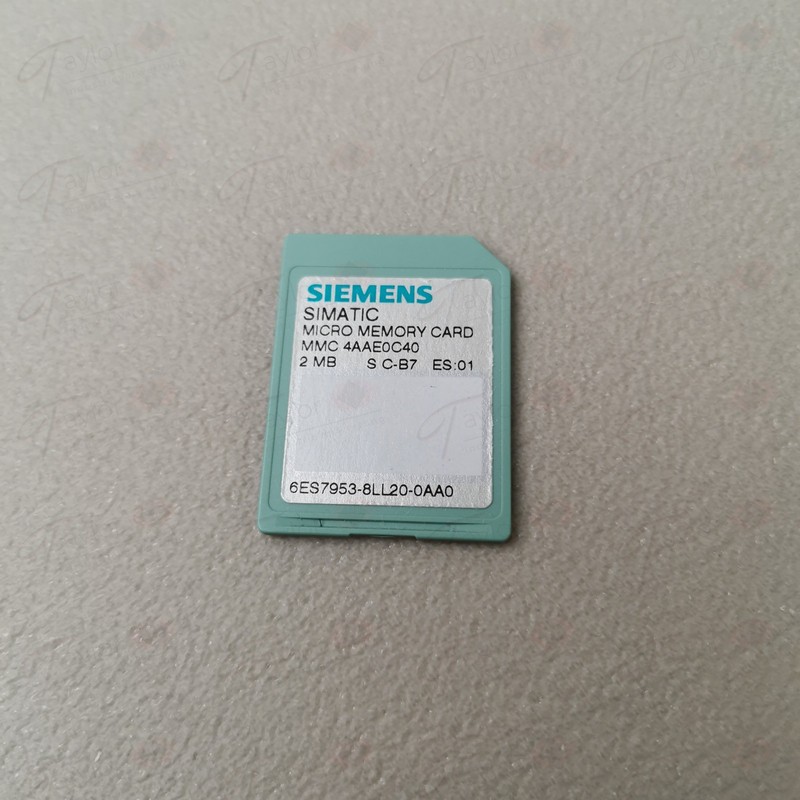 SIEMENS
SIMATIC
MICRO MEMORY CARD
MMC 4AAE0C40
2 MB S C-B7 ES:01
6ES7953-8LL20-0AA0